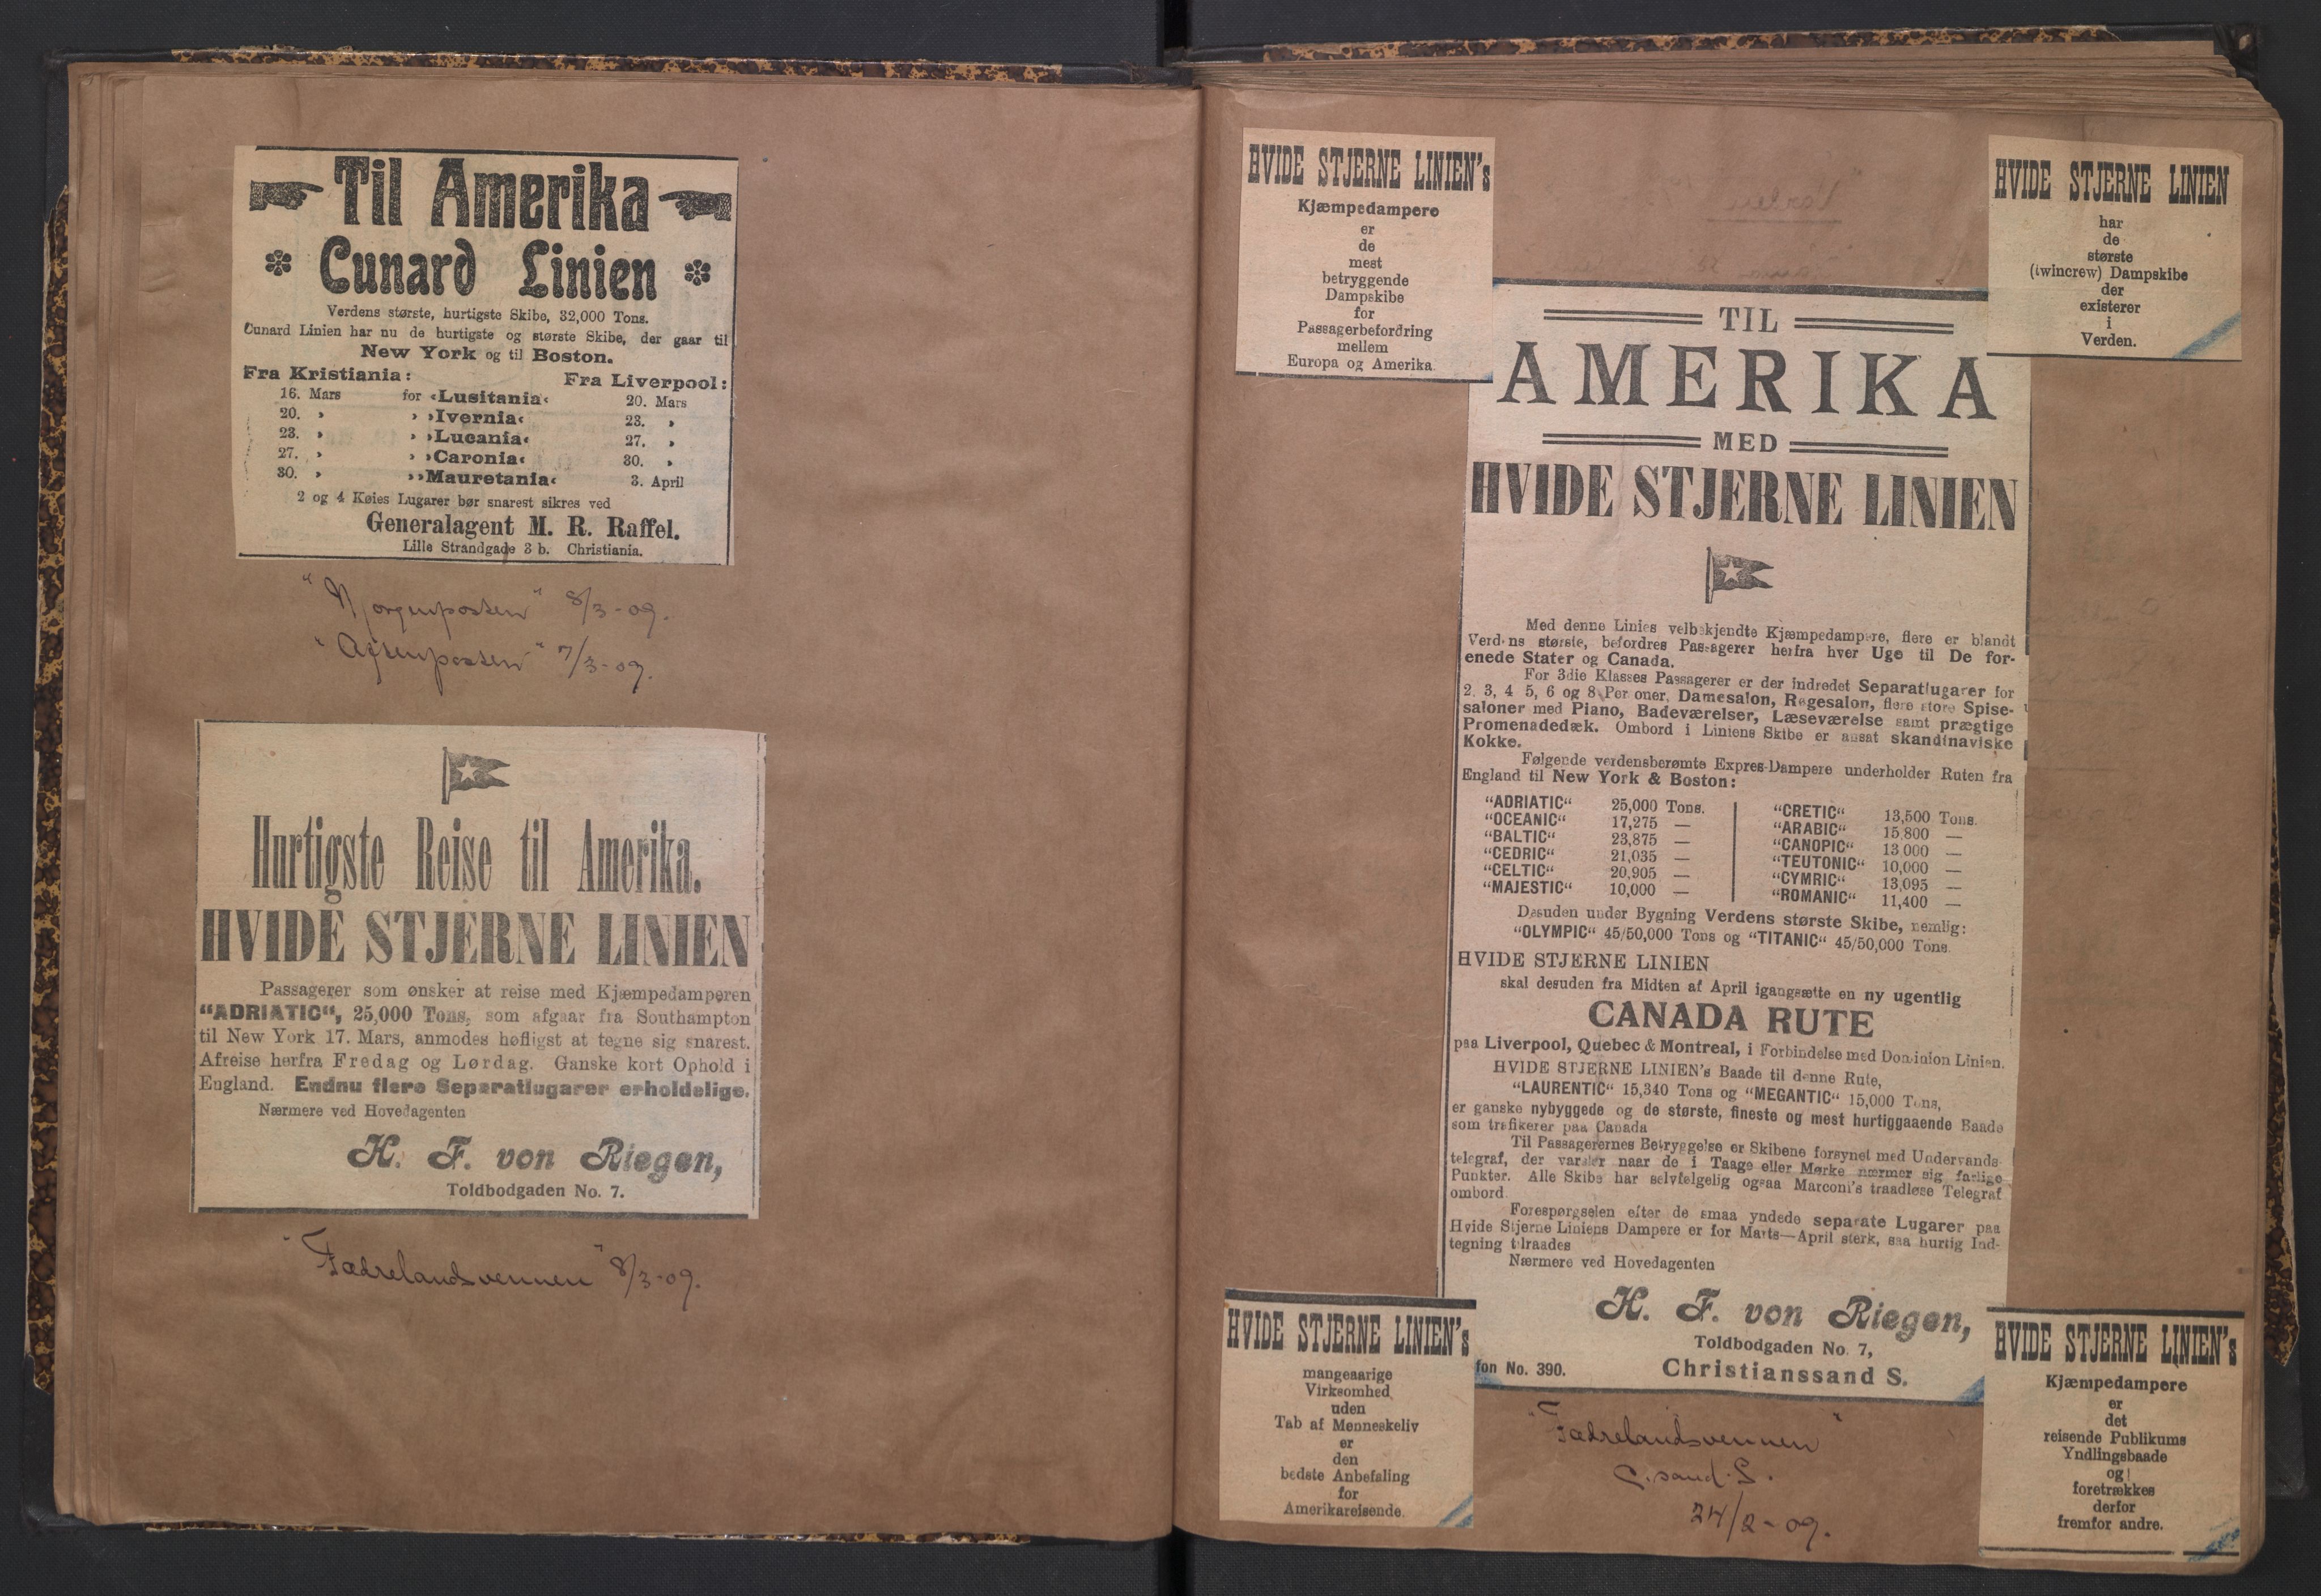 Til Amerika
Cunard Linien
Verdens største, hurtigste Skibe, 32,000 Tons.
Cunard Linien har nu de hurtigste og største Skibe, der gaar til
New York og til Boston.
Fra Kristiania: Fra Liverpool:
16. Mars for «Lusitania« 20. Mars
20. » » »Ivernia« 23. »
23. » » »Lucania« 27. »
27. » » »Caronia« 30. »
30. » »»Mauretania« 3. April
2 og 4 Køies Lugarer bør snarest sikres ved
Generalagent M. R. Raffel.
Lille Strandgade 3 b. Christiania.
"Morgenposten" 8/3-09.
"Aftenposten" 7/3-09.
Hurtigste Reise til Amerika.
HVIDE STJERNE LINIEN
Passagerer som ønsker at reise med Kjæmpedamperen
"ADRIATIC", 25,000 Tons, som afgaar fra Southampton
til New York 17. Mars, anmodes høfligst at tegne sig snarest.
Afreise herfra Fredag og Lørdag. Ganske kort Ophold i
England. Endnu flere Separatlugarer erholdelige.
Nærmere ved Hovedagenten
H. F. von Riegen,
Toldbodgaden No. 7.
"Fædrelandsvennen" 8/3-09.
HVIDE STJERNE LINIEN's
Kjæmpedampere
er
de
mest
betryggende
Dampskibe
for
Passagerbefordring
mellem
Europa og Amerika.
HVIDE STJERNE LINIEN
har
de
største
(twincrew) Dampskibe
der
existerer
i
Verden.
TIL
AMERIKA
MED
HVIDE STJERNE LINIEN
Med denne Linies velbekjendte Kjæmpedampere, flere er blandt
Verdens største, befordres Passagerer herfra hver Uge til De for-
enede Stater og Canada.
For 3die Klasses Passagerer er der indredet Separatlugarer for
2, 3, 4 5, 6 og 8 Personer, Damesalon, Røgesalon, flere store Spise-
saloner med Piano, Badeværelser, Læseværelse samt prægtige
Promenadedæk. Ombord i Liniens Skibe er ansat skandinaviske
Kokke.
Følgende verdensberømte Expres-Dampere underholder Ruten fra
England til New York & Boston:
"ADRIATIC" 25,000 Tons. "CRETIC" 13,500 Tons.
"OCEANIC" 17,275 — "ARABIC" 15,800 —
"BALTIC" 23,875 — "CANOPIC" 13,000 —
"CEDRIC" 21,035 — "TEUTONIC" 10,000 —
"CELTIC" 20,905 — "CYMRIC" 13,095 —
"MAJESTIC" 10,000 — "ROMANIC" 11,400 —
Desuden under Bygning Verdens største Skibe, nemlig:
"OLYMPIC" 45/50,000 Tons og "TITANIC" 45/50,000 Tons.
HVIDE STJERNE LINIEN
skal desuden fra Midten af April igangsætte en ny ugentlig
CANADA RUTE
paa Liverpool, Quebec & Montreal, i Forbindelse med Dominion Linien.
HVIDE STJERNE LINIEN's Baade til denne Rute,
"LAURENTIC" 15,340 Tons og "MEGANTIC" 15,000 Tons,
er ganske nybyggede og de største, fineste og mest hurtiggaaende Baade
som trafikerer paa Canada
Til Passagerernes Betryggelse er Skibene forsynet med Undervands-
telegraf, der varsler naar de i Taage eller Mørke nærmer sig farlige
Punkter. Alle Skibe har selvfølgelig ogsaa Marconi's traadløse Telegraf
ombord.
Forespørgselen efter de smaa yndede separate Lugarer paa
Hvide Stjerne Liniens Dampere er for Marts—April sterk, saa hurtig Ind-
tegning tilraades
Nærmere ved Hovedagenten
H. F. von Riegen,
Toldbodgaden No. 7,
fon No. 390. Christianssand S.
HVIDE STJERNE LINIEN's
mangeaarige
Virksomhed
uden
Tab af Menneskeliv
er
den
bedste Anbefaling
for
Amerikareisende.
HVIDE STJERNE LINIEN's
Kjæmpedampere
er
det
reisende Publikums
Yndlingsbaade
og
foretrækkes
derfor
fremfor andre.
"Fædrelandsvennen"
C.sand.S.
24/2-09.